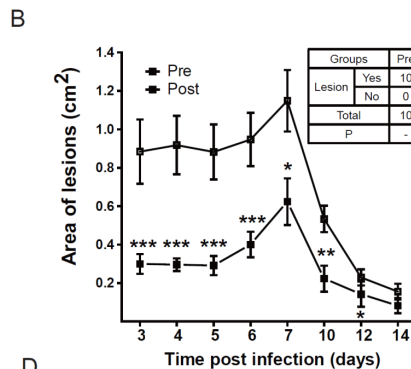 B
Area of lesions (cm2)
1.4
1.2
1.0
0.8
0.6
0.4
0.2
Pre
Post
Groups Pre
Lesion Yes 10
No 0
Total 10
P -
*** *** *** *** * ** *
3 4 5 6 7 10 12 14
Time post infection (days)
D